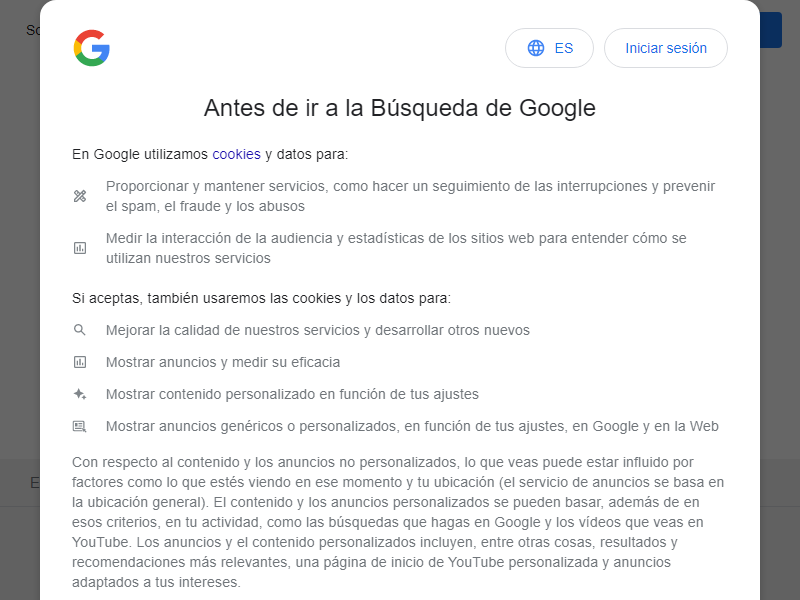 ES
Iniciar sesión
Antes de ir a la Búsqueda de Google
En Google utilizamos cookies y datos para:
Proporcionar y mantener servicios, como hacer un seguimiento de las interrupciones y prevenir
el spam, el fraude y los abusos
Medir la interacción de la audiencia y estadísticas de los sitios web para entender cómo se
utilizan nuestros servicios
Si aceptas, también usaremos las cookies y los datos para:
Mejorar la calidad de nuestros servicios y desarrollar otros nuevos
Mostrar anuncios y medir su eficacia
Mostrar contenido personalizado en función de tus ajustes
Mostrar anuncios genéricos o personalizados, en función de tus ajustes, en Google y en la Web
Con respecto al contenido y los anuncios no personalizados, lo que veas puede estar influido por
factores como lo que estés viendo en ese momento y tu ubicación (el servicio de anuncios se basa en
la ubicación general). El contenido y los anuncios personalizados se pueden basar, además de en
esos criterios, en tu actividad, como las búsquedas que hagas en Google y los vídeos que veas en
YouTube. Los anuncios y el contenido personalizados incluyen, entre otras cosas, resultados y
recomendaciones más relevantes, una página de inicio de YouTube personalizada y anuncios
adaptados a tus intereses.